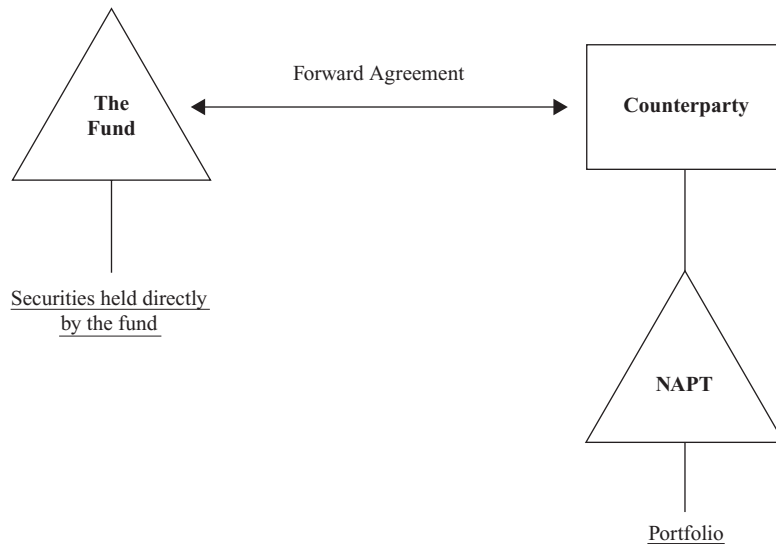 The
Fund
Forward Agreement
Counterparty
Securities held directly
by the fund
NAPT
Portfolio